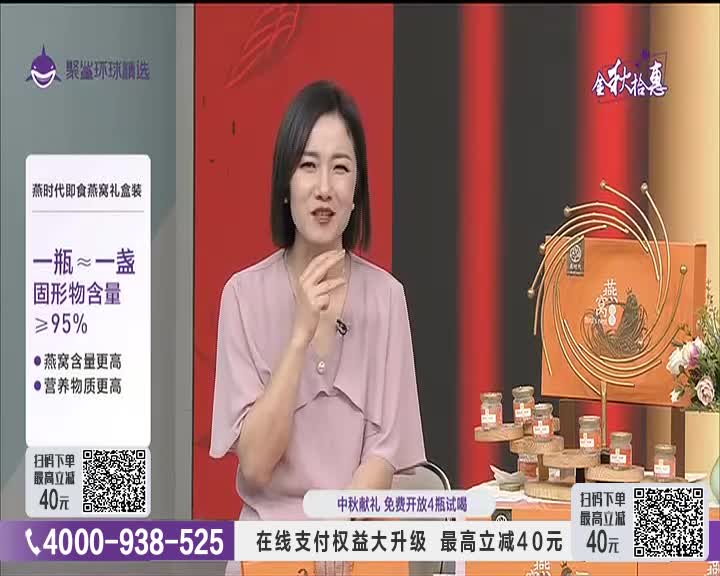 聚鲨环球精选
金秋拾惠
燕时代即食燕窝礼盒装
一瓶≈一盏
固形物含量
≥95%
●燕窝含量更高
●营养物质更高
燕窝
扫码下单
最高立减
40元
中秋献礼 免费开放4瓶试喝
扫码下单
最高立减
40元
4000-938-525
在线支付权益大升级 最高立减40元